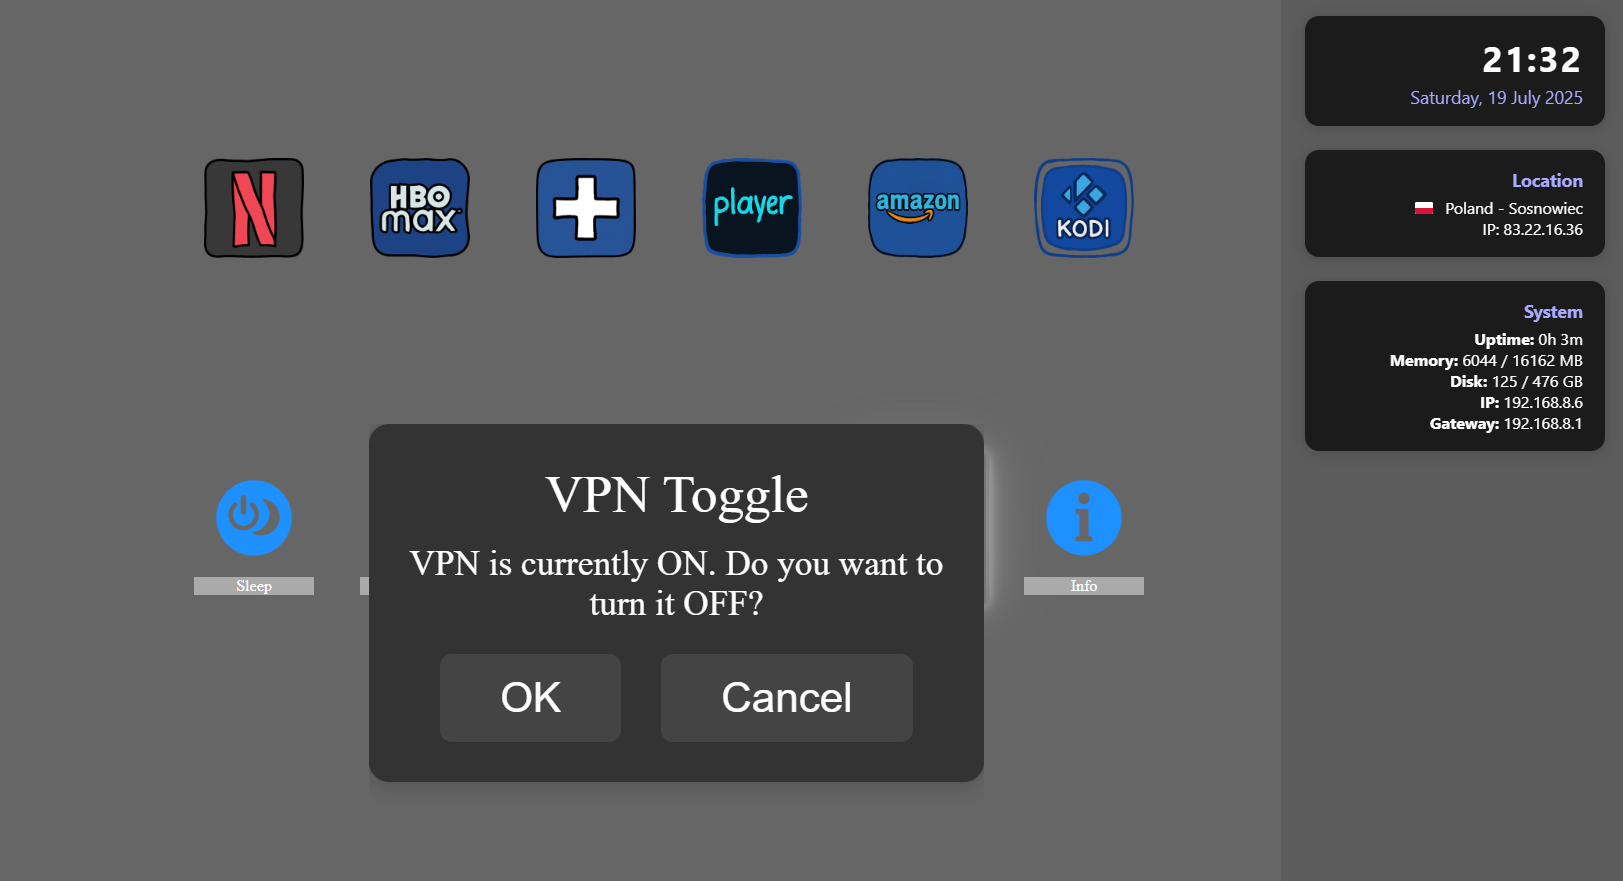 21:32
Saturday, 19 July 2025
N
HBO
max
player
amazon
KODI
Location
Poland - Sosnowiec
IP: 83.22.16.36
System
Uptime: 0h 3m
Memory: 6044 / 16162 MB
Disk: 125 / 476 GB
IP: 192.168.8.6
Gateway: 192.168.8.1
VPN Toggle
VPN is currently ON. Do you want to
turn it OFF?
OK
Cancel
Sleep
Info